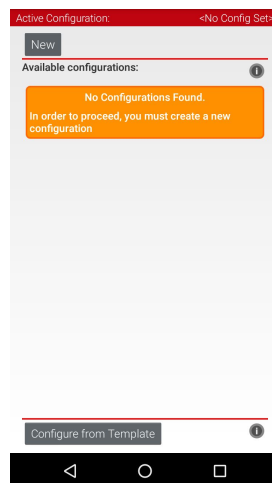 Active Configuration: <No Config Set>
New
Available configurations:
No Configurations Found.
In order to proceed, you must create a new
configuration
Configure from Template